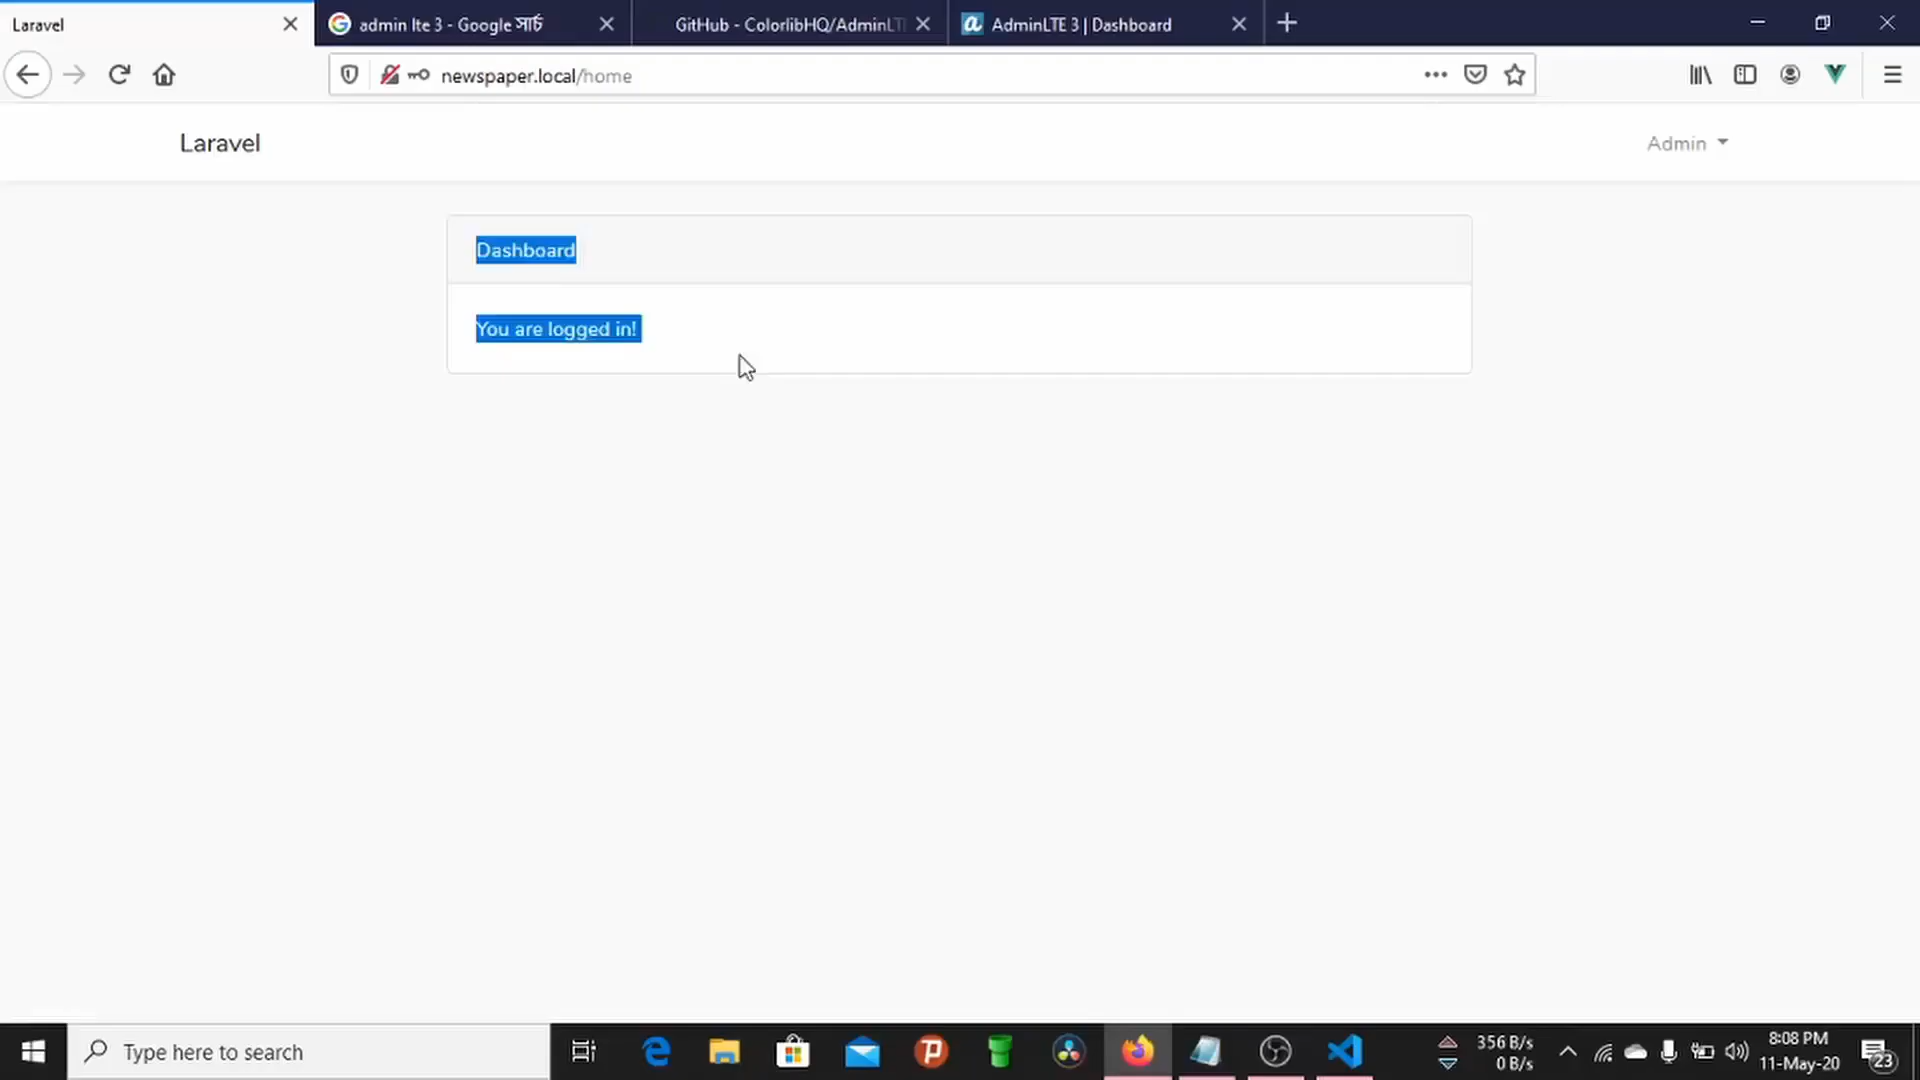 Laravel
admin lte 3 - Google সার্চ
GitHub - ColorlibHQ/AdminLT
AdminLTE 3 | Dashboard
newspaper.local/home
Laravel
Admin
Dashboard
You are logged in!
Type here to search
356 B/s
0 B/s
8:08 PM
11-May-20
23